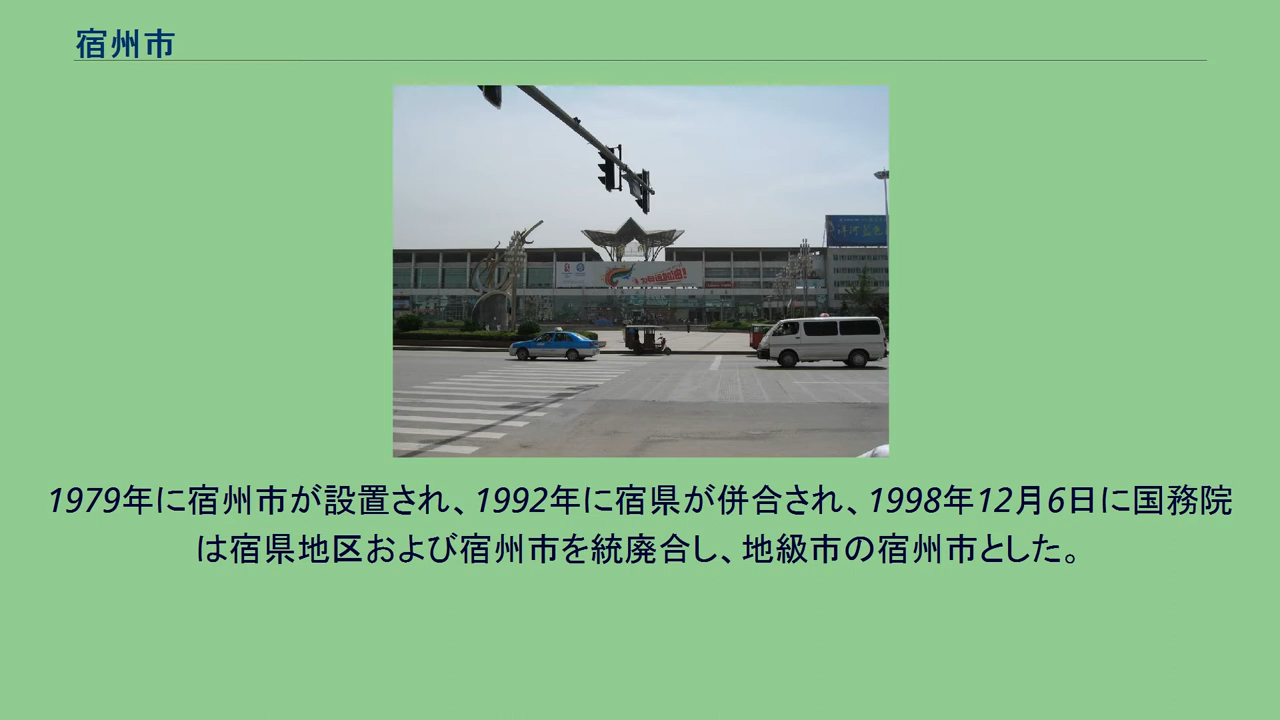 宿州市
加油!
1979年に宿州市が設置され、1992年に宿県が併合され、1998年12月6日に国務院
は宿県地区および宿州市を統廃合し、地級市の宿州市とした。